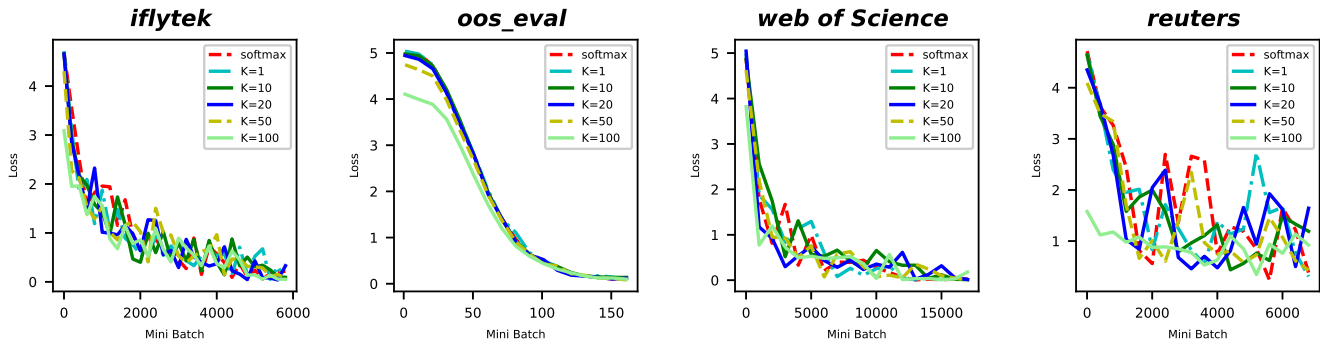 iflytek
Loss
4
3
2
1
0
softmax
K=1
K=10
K=20
K=50
K=100
0 2000 4000 6000
Mini Batch
oos_eval
Loss
5
4
3
2
1
0
softmax
K=1
K=10
K=20
K=50
K=100
0 50 100 150
Mini Batch
web of Science
Loss
5
4
3
2
1
0
softmax
K=1
K=10
K=20
K=50
K=100
0 5000 10000 15000
Mini Batch
reuters
Loss
4
3
2
1
softmax
K=1
K=10
K=20
K=50
K=100
0 2000 4000 6000
Mini Batch